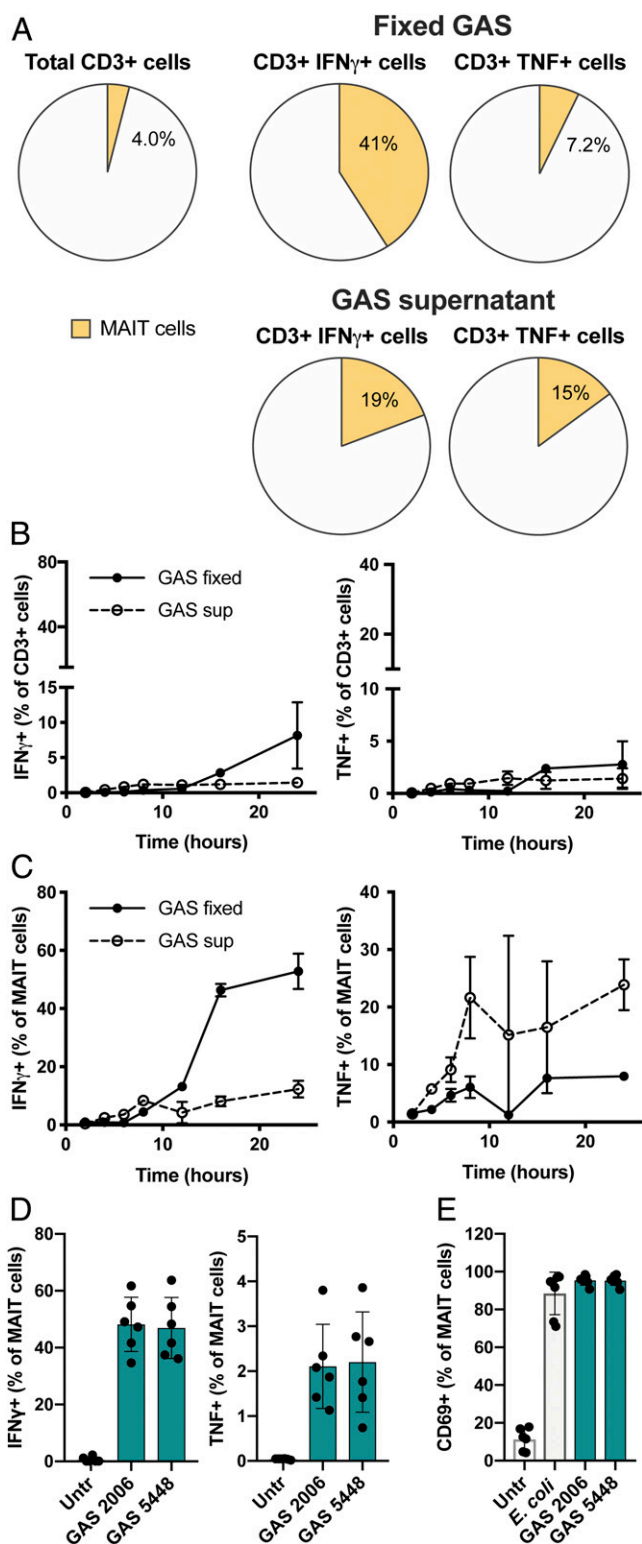 A
Fixed GAS
Total CD3+ cells
CD3+ IFNγ+ cells
CD3+ TNF+ cells
4.0%
41%
7.2%
GAS supernatant
MAIT cells
CD3+ IFNγ+ cells
CD3+ TNF+ cells
19%
15%
B
IFNγ+ (% of CD3+ cells)
80
40
15
10
5
0
GAS fixed
GAS sup
0 10 20
Time (hours)
TNF+ (% of CD3+ cells)
40
20
10
5
0
0 10 20
Time (hours)
C
IFNγ+ (% of MAIT cells)
80
60
40
20
0
GAS fixed
GAS sup
0 10 20
Time (hours)
TNF+ (% of MAIT cells)
40
30
20
10
0
0 10 20
Time (hours)
D
IFNγ+ (% of MAIT cells)
80
60
40
20
0
Untr
GAS 2006
GAS 5448
TNF+ (% of MAIT cells)
5
4
3
2
1
0
Untr
GAS 2006
GAS 5448
E
CD69+ (% of MAIT cells)
120
100
80
60
40
20
0
Untr
E. coli
GAS 2006
GAS 5448